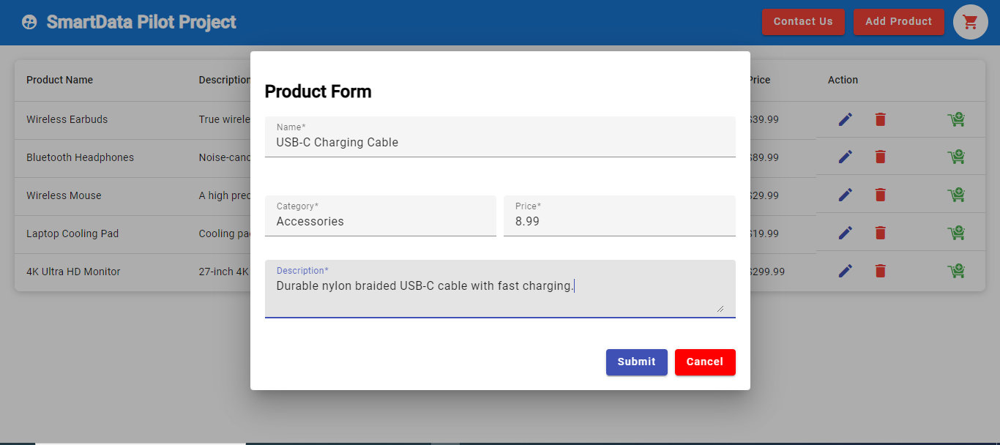 SmartData Pilot Project
Contact Us
Add Product
Product Name
Description
Price
Action
Wireless Earbuds
True wirele
$39.99
Bluetooth Headphones
Noise-canc
$89.99
Wireless Mouse
A high prec
$29.99
Laptop Cooling Pad
Cooling pa
$19.99
4K Ultra HD Monitor
27-inch 4K
$299.99
Product Form
Name*
USB-C Charging Cable
Category*
Accessories
Price*
8.99
Description*
Durable nylon braided USB-C cable with fast charging.
Submit
Cancel